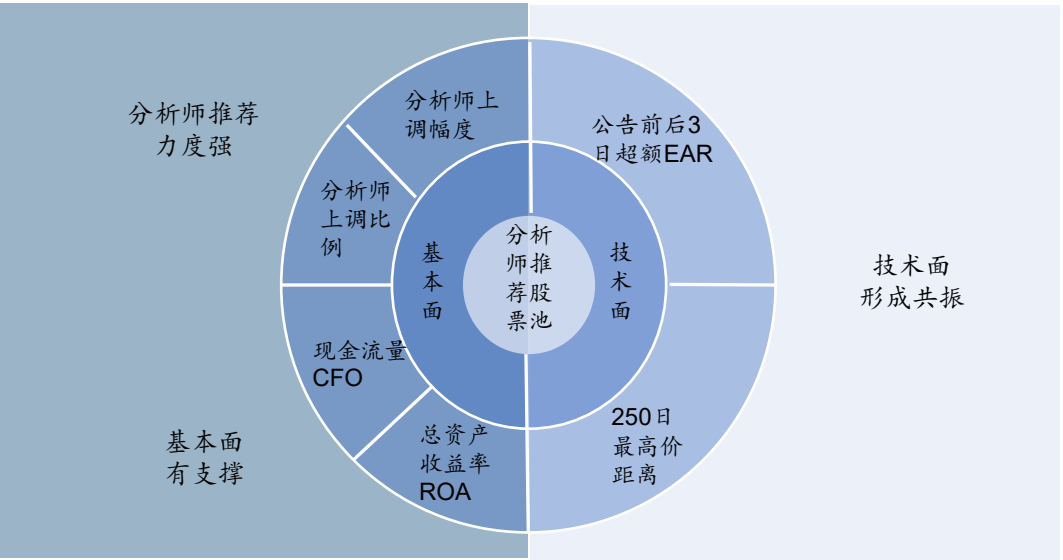 分析师推荐
力度强
分析师上
调幅度
分析师
上调比
例
现金流量
CFO
总资产
收益率
ROA
基本面
有支撑
基
本
面
分析
师推
荐股
票池
技
术
面
公告前后3
日超额EAR
250日
最高价
距离
技术面
形成共振